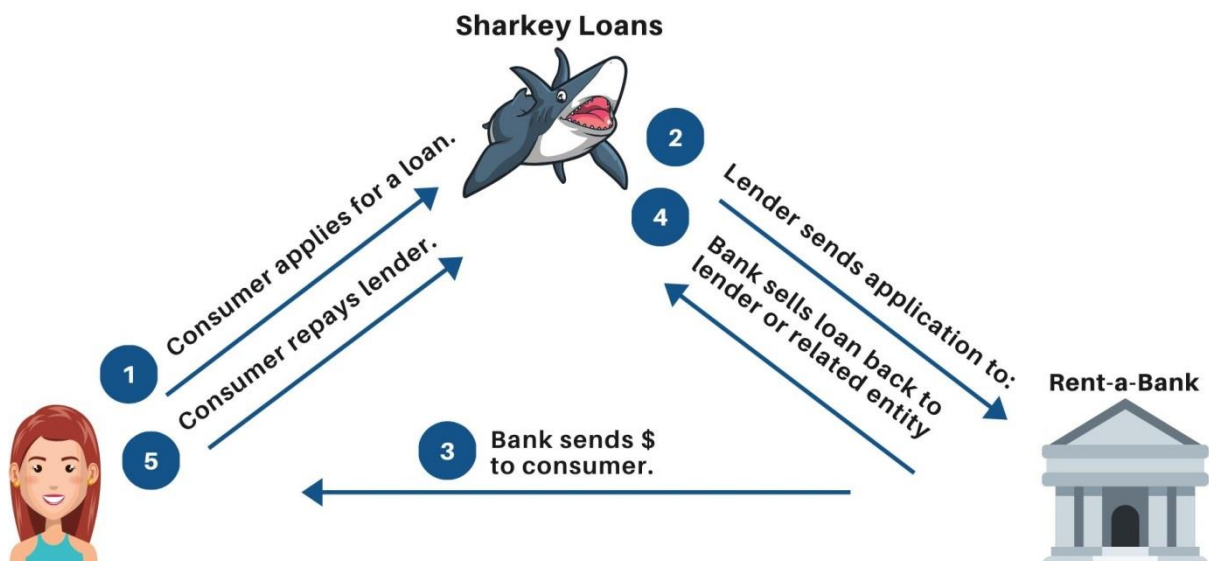 Sharkey Loans
1
Consumer applies for a loan.
2
Lender sends application to:
Rent-a-Bank
3
Bank sends $
to consumer.
4
Bank sells loan back to
lender or related entity
5
Consumer repays lender.